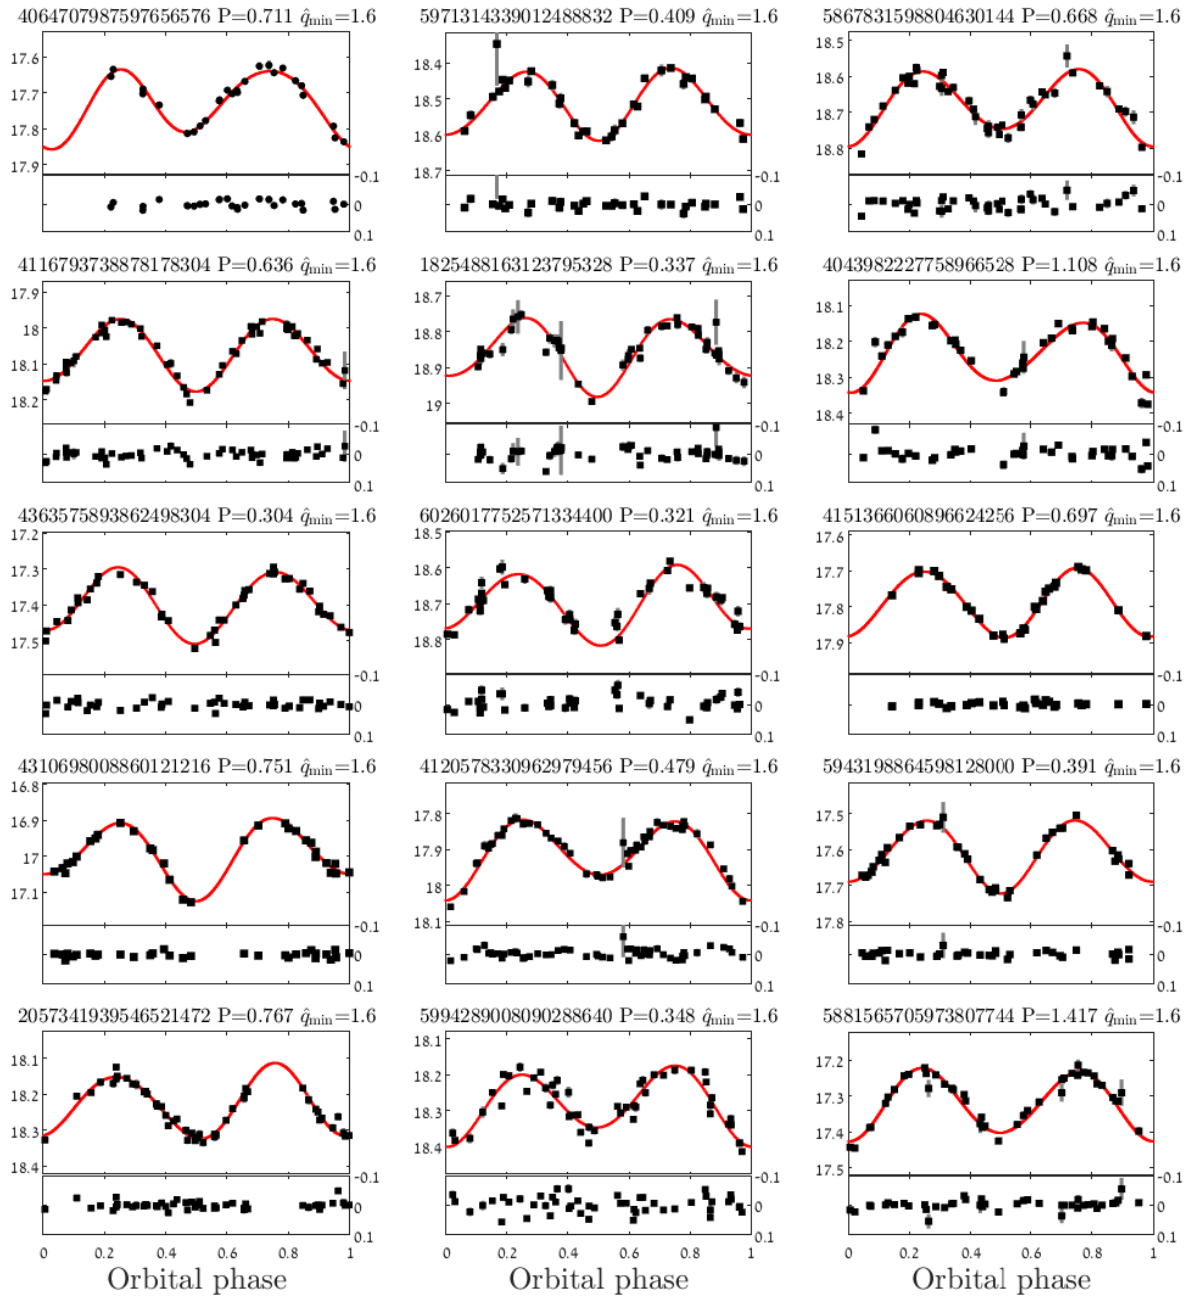 4064707987597656576 P=0.711 q̂min=1.6 5971314339012488832 P=0.409 q̂min=1.6 5867831598804630144 P=0.668 q̂min=1.6
17.6 18.4 18.5
17.7 18.5 18.6
17.8 18.6 18.7
17.9 18.7 18.8
-0.1 -0.1 -0.1
0 0 0
0.1 0.1 0.1
4116793738878178304 P=0.636 q̂min=1.6 1825488163123795328 P=0.337 q̂min=1.6 4043982227758966528 P=1.108 q̂min=1.6
17.9 18.7 18.1
18 18.8 18.2
18.1 18.9 18.3
18.2 19 18.4
-0.1 -0.1 -0.1
0 0 0
0.1 0.1 0.1
4363575893862498304 P=0.304 q̂min=1.6 6026017752571334400 P=0.321 q̂min=1.6 4151366060896624256 P=0.697 q̂min=1.6
17.2 18.5 17.6
17.3 18.6 17.7
17.4 18.7 17.8
17.5 18.8 17.9
-0.1 -0.1 -0.1
0 0 0
0.1 0.1 0.1
4310698008860121216 P=0.751 q̂min=1.6 4120578330962979456 P=0.479 q̂min=1.6 5943198864598128000 P=0.391 q̂min=1.6
16.8 17.8 17.5
16.9 17.9 17.6
17 18 17.7
17.1 18.1 17.8
-0.1 -0.1 -0.1
0 0 0
0.1 0.1 0.1
2057341939546521472 P=0.767 q̂min=1.6 5994289008090288640 P=0.348 q̂min=1.6 5881565705973807744 P=1.417 q̂min=1.6
18.1 18.1 17.2
18.2 18.2 17.3
18.3 18.3 17.4
18.4 18.4 17.5
-0.1 -0.1 -0.1
0 0 0
0.1 0.1 0.1
0 0.2 0.4 0.6 0.8 1 0 0.2 0.4 0.6 0.8 1 0 0.2 0.4 0.6 0.8 1
Orbital phase Orbital phase Orbital phase